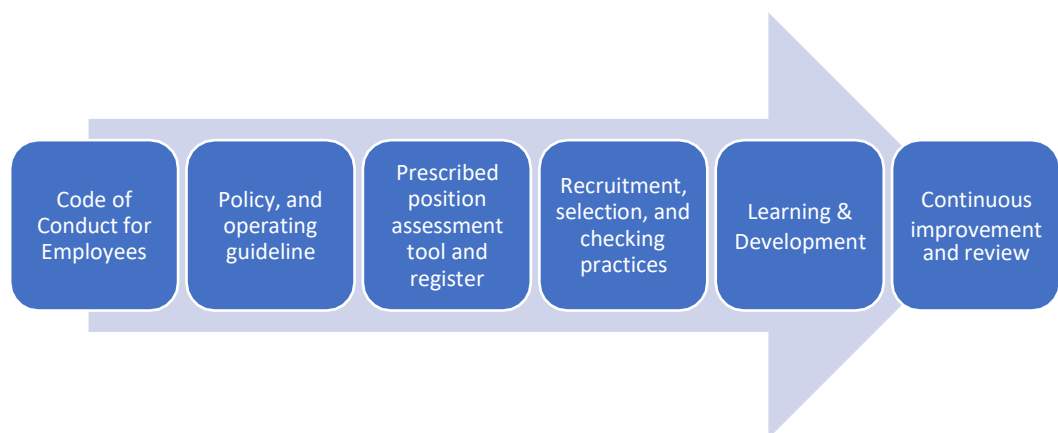 Code of
Conduct for
Employees
Policy, and
operating
guideline
Prescribed
position
assessment
tool and
register
Recruitment,
selection, and
checking
practices
Learning &
Development
Continuous
improvement
and review